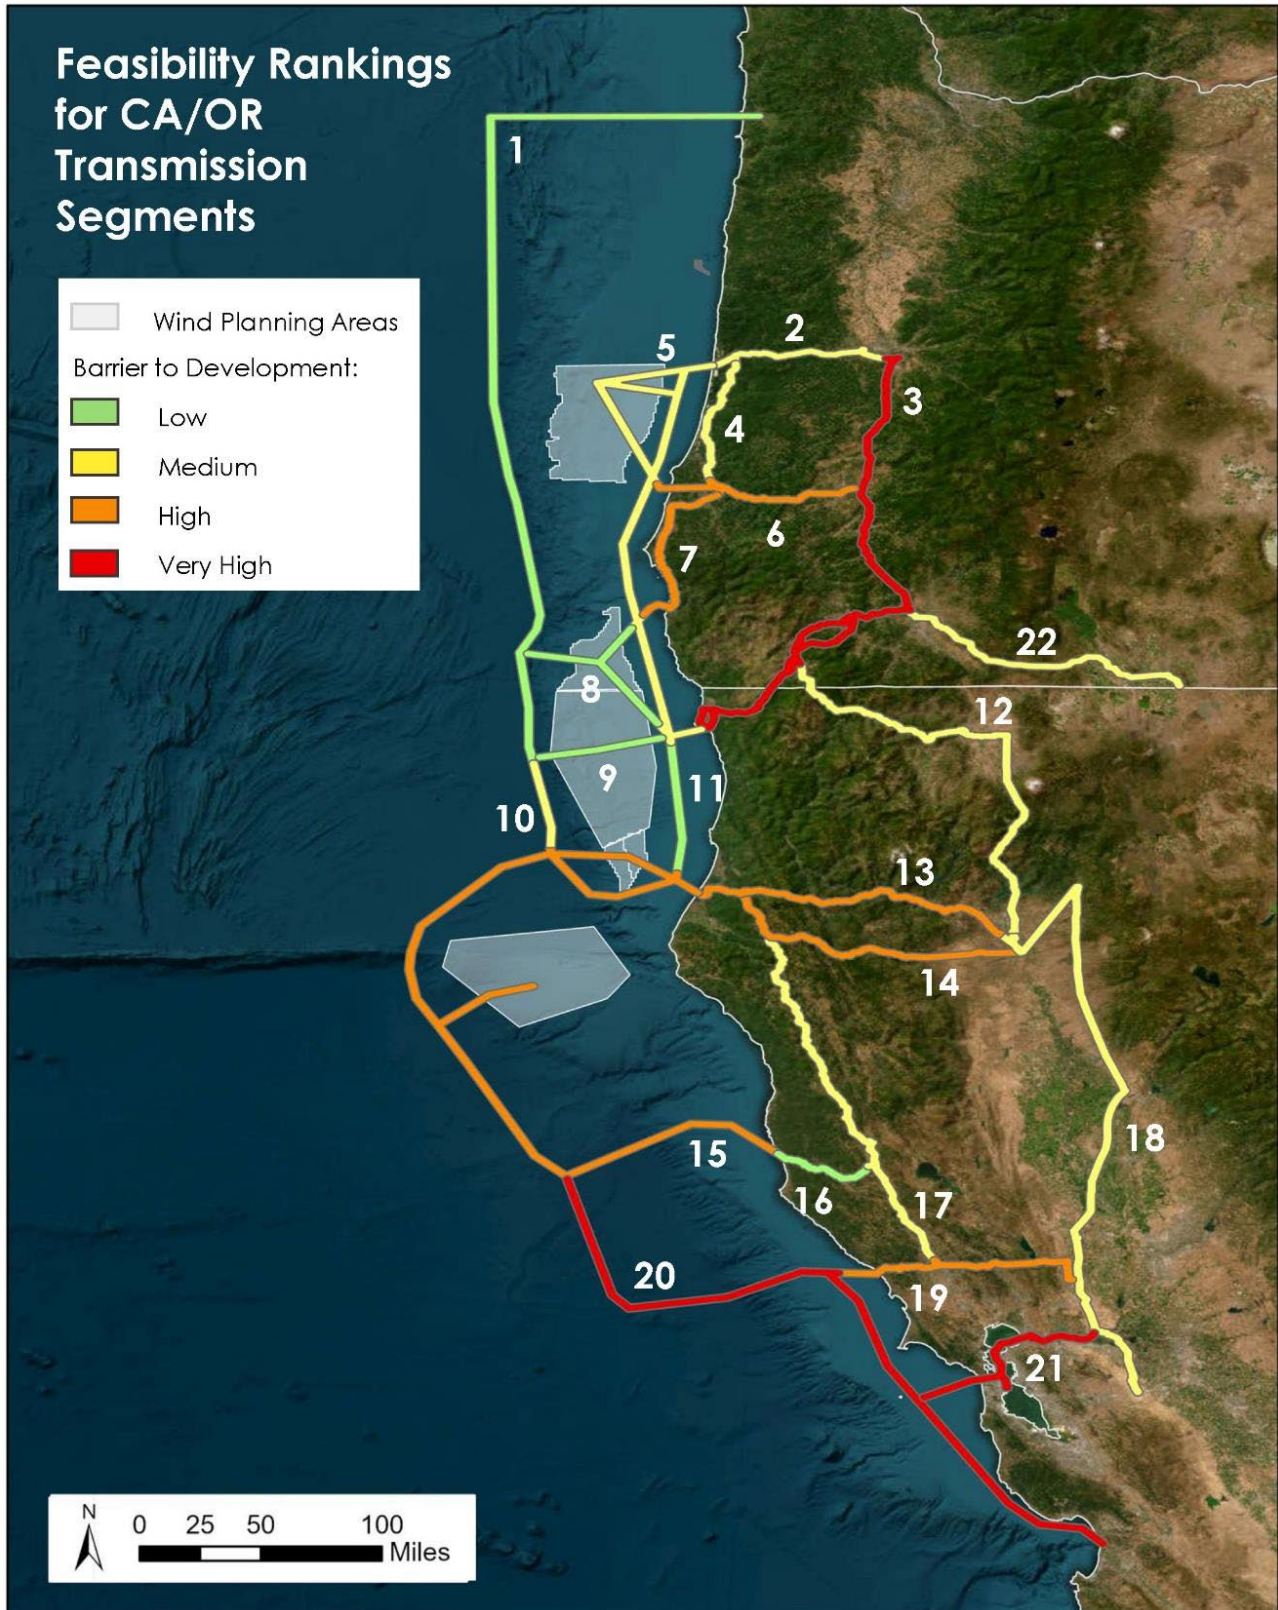 Feasibility Rankings
for CA/OR
Transmission
Segments
Wind Planning Areas
Barrier to Development:
Low
Medium
High
Very High
1
2
3
4
5
6
7
8
9
10
11
12
13
14
15
16
17
18
19
20
21
22
N
0 25 50 100
Miles